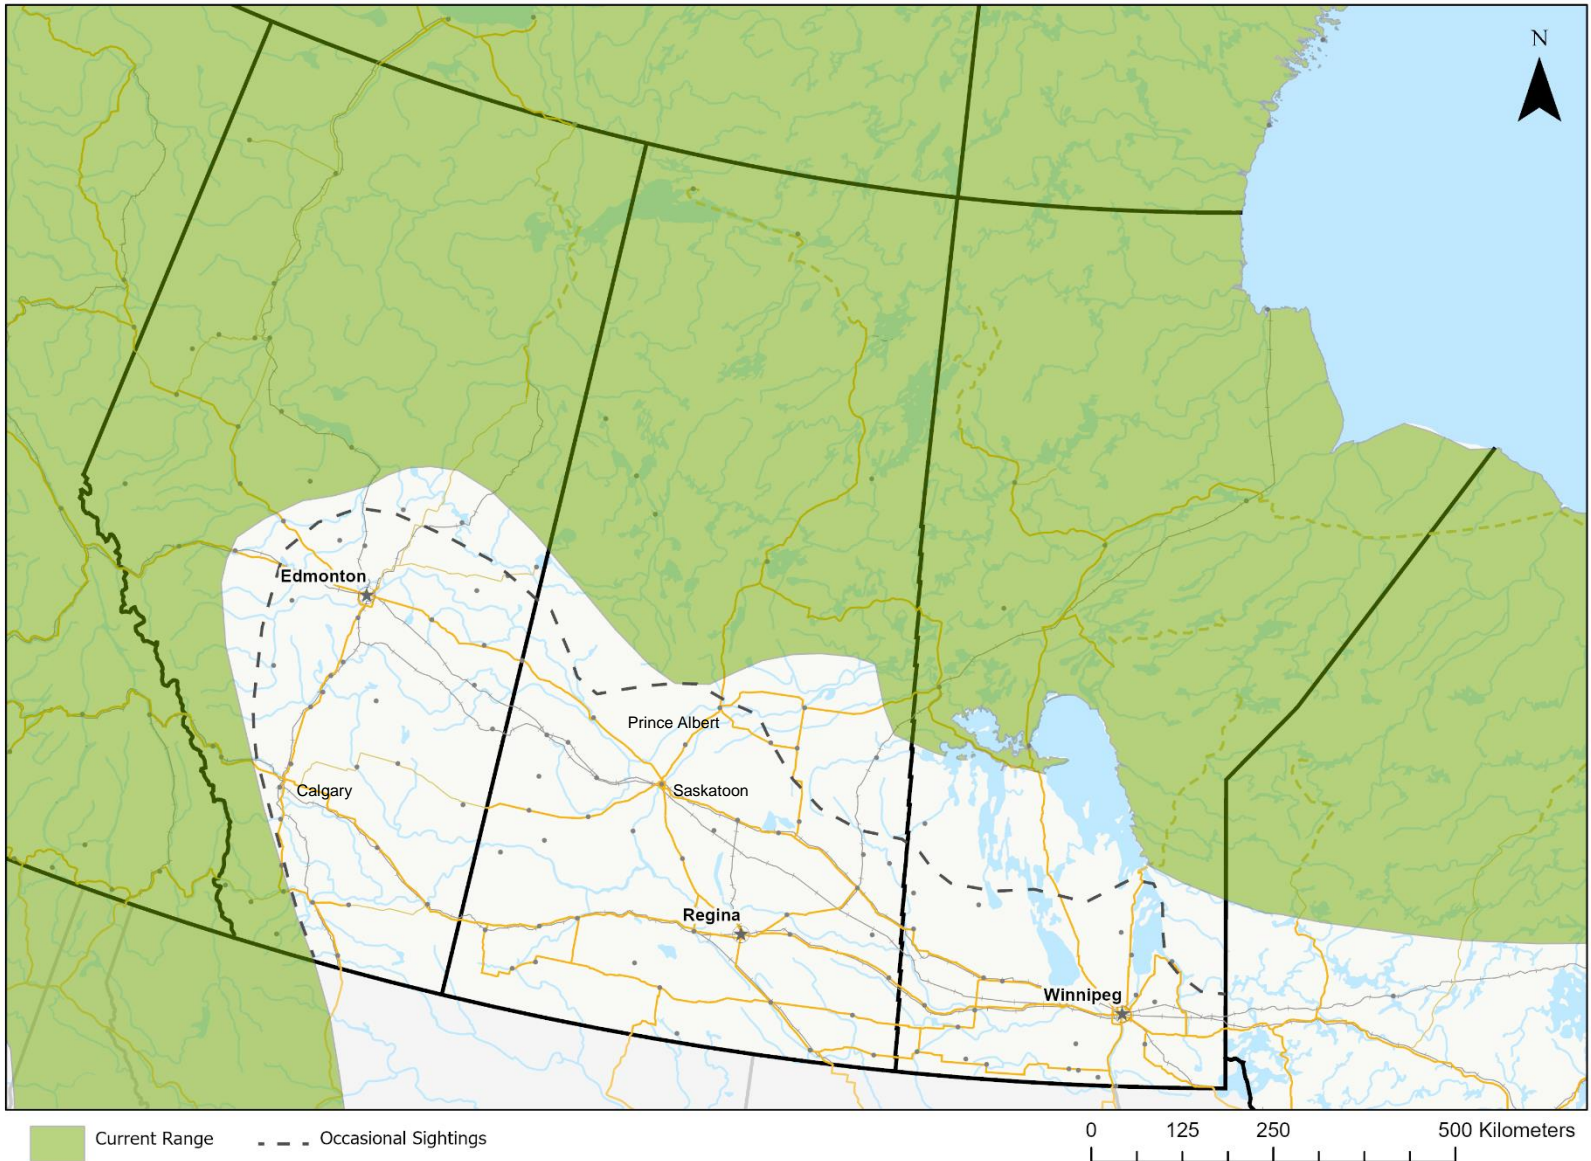 N
Edmonton
Prince Albert
Calgary
Saskatoon
Regina
Winnipeg
Current Range
Occasional Sightings
0 125 250 500 Kilometers